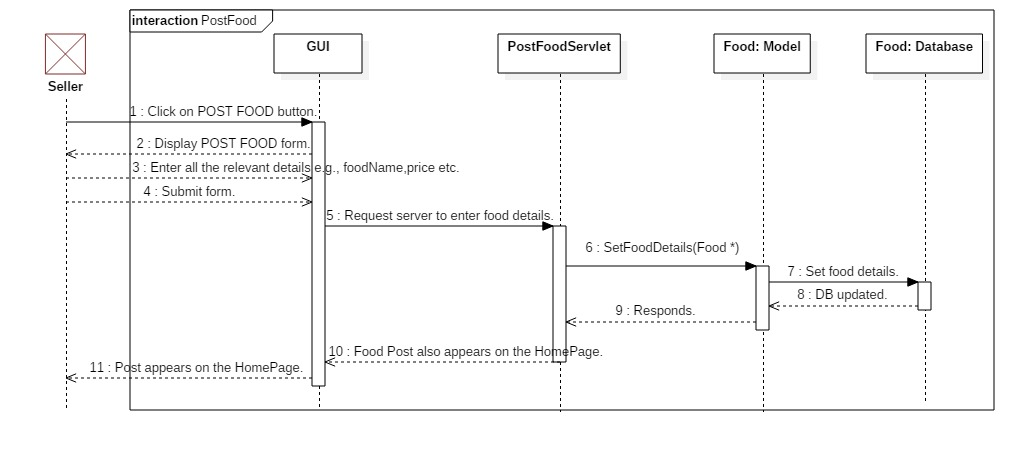 interaction PostFood
GUI
PostFoodServlet
Food: Model
Food: Database
Seller
1 : Click on POST FOOD button.
2 : Display POST FOOD form.
3 : Enter all the relevant details e.g., foodName,price etc.
4 : Submit form.
5 : Request server to enter food details.
6 : SetFoodDetails(Food *)
7 : Set food details.
8 : DB updated.
9 : Responds.
10 : Food Post also appears on the HomePage.
11 : Post appears on the HomePage.